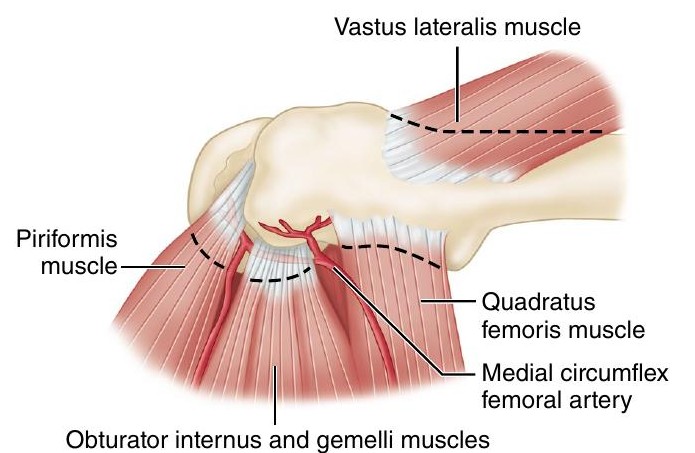 Vastus lateralis muscle
Piriformis
muscle
Quadratus
femoris muscle
Medial circumflex
femoral artery
Obturator internus and gemelli muscles